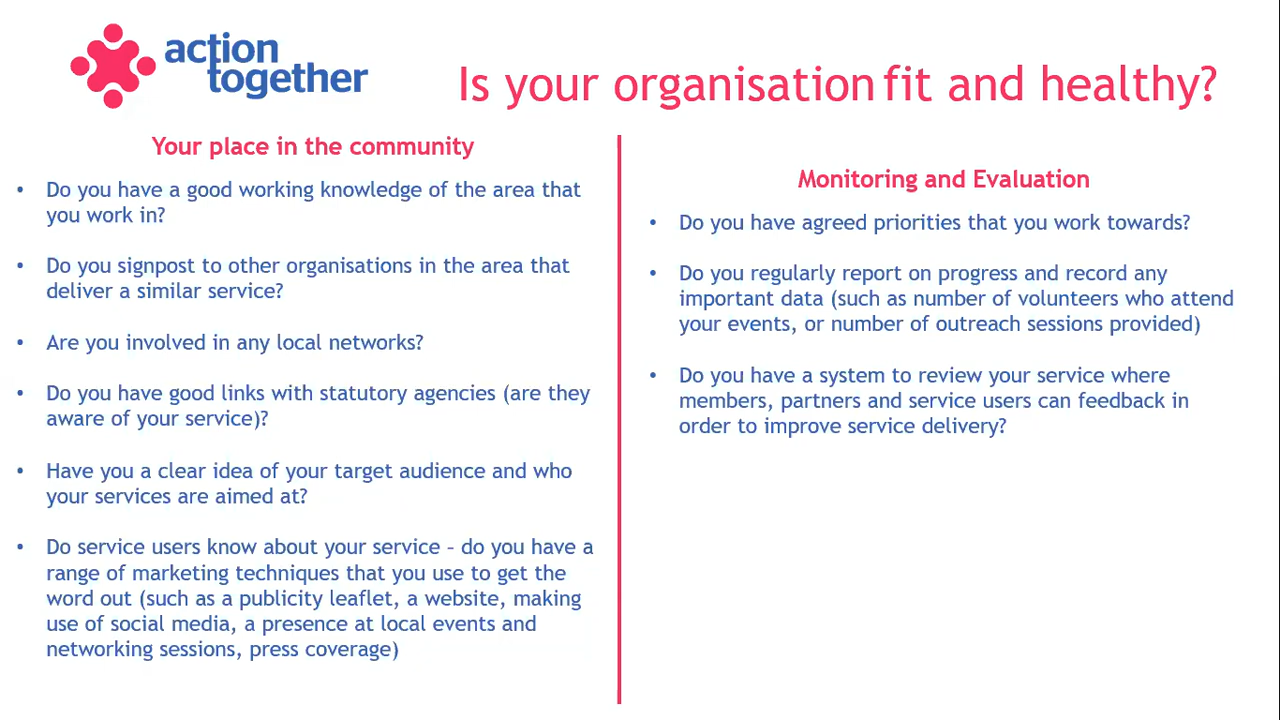 action
together
Is your organisation fit and healthy?
Your place in the community
• Do you have a good working knowledge of the area that
you work in?
• Do you signpost to other organisations in the area that
deliver a similar service?
• Are you involved in any local networks?
• Do you have good links with statutory agencies (are they
aware of your service)?
• Have you a clear idea of your target audience and who
your services are aimed at?
• Do service users know about your service – do you have a
range of marketing techniques that you use to get the
word out (such as a publicity leaflet, a website, making
use of social media, a presence at local events and
networking sessions, press coverage)
Monitoring and Evaluation
• Do you have agreed priorities that you work towards?
• Do you regularly report on progress and record any
important data (such as number of volunteers who attend
your events, or number of outreach sessions provided)
• Do you have a system to review your service where
members, partners and service users can feedback in
order to improve service delivery?